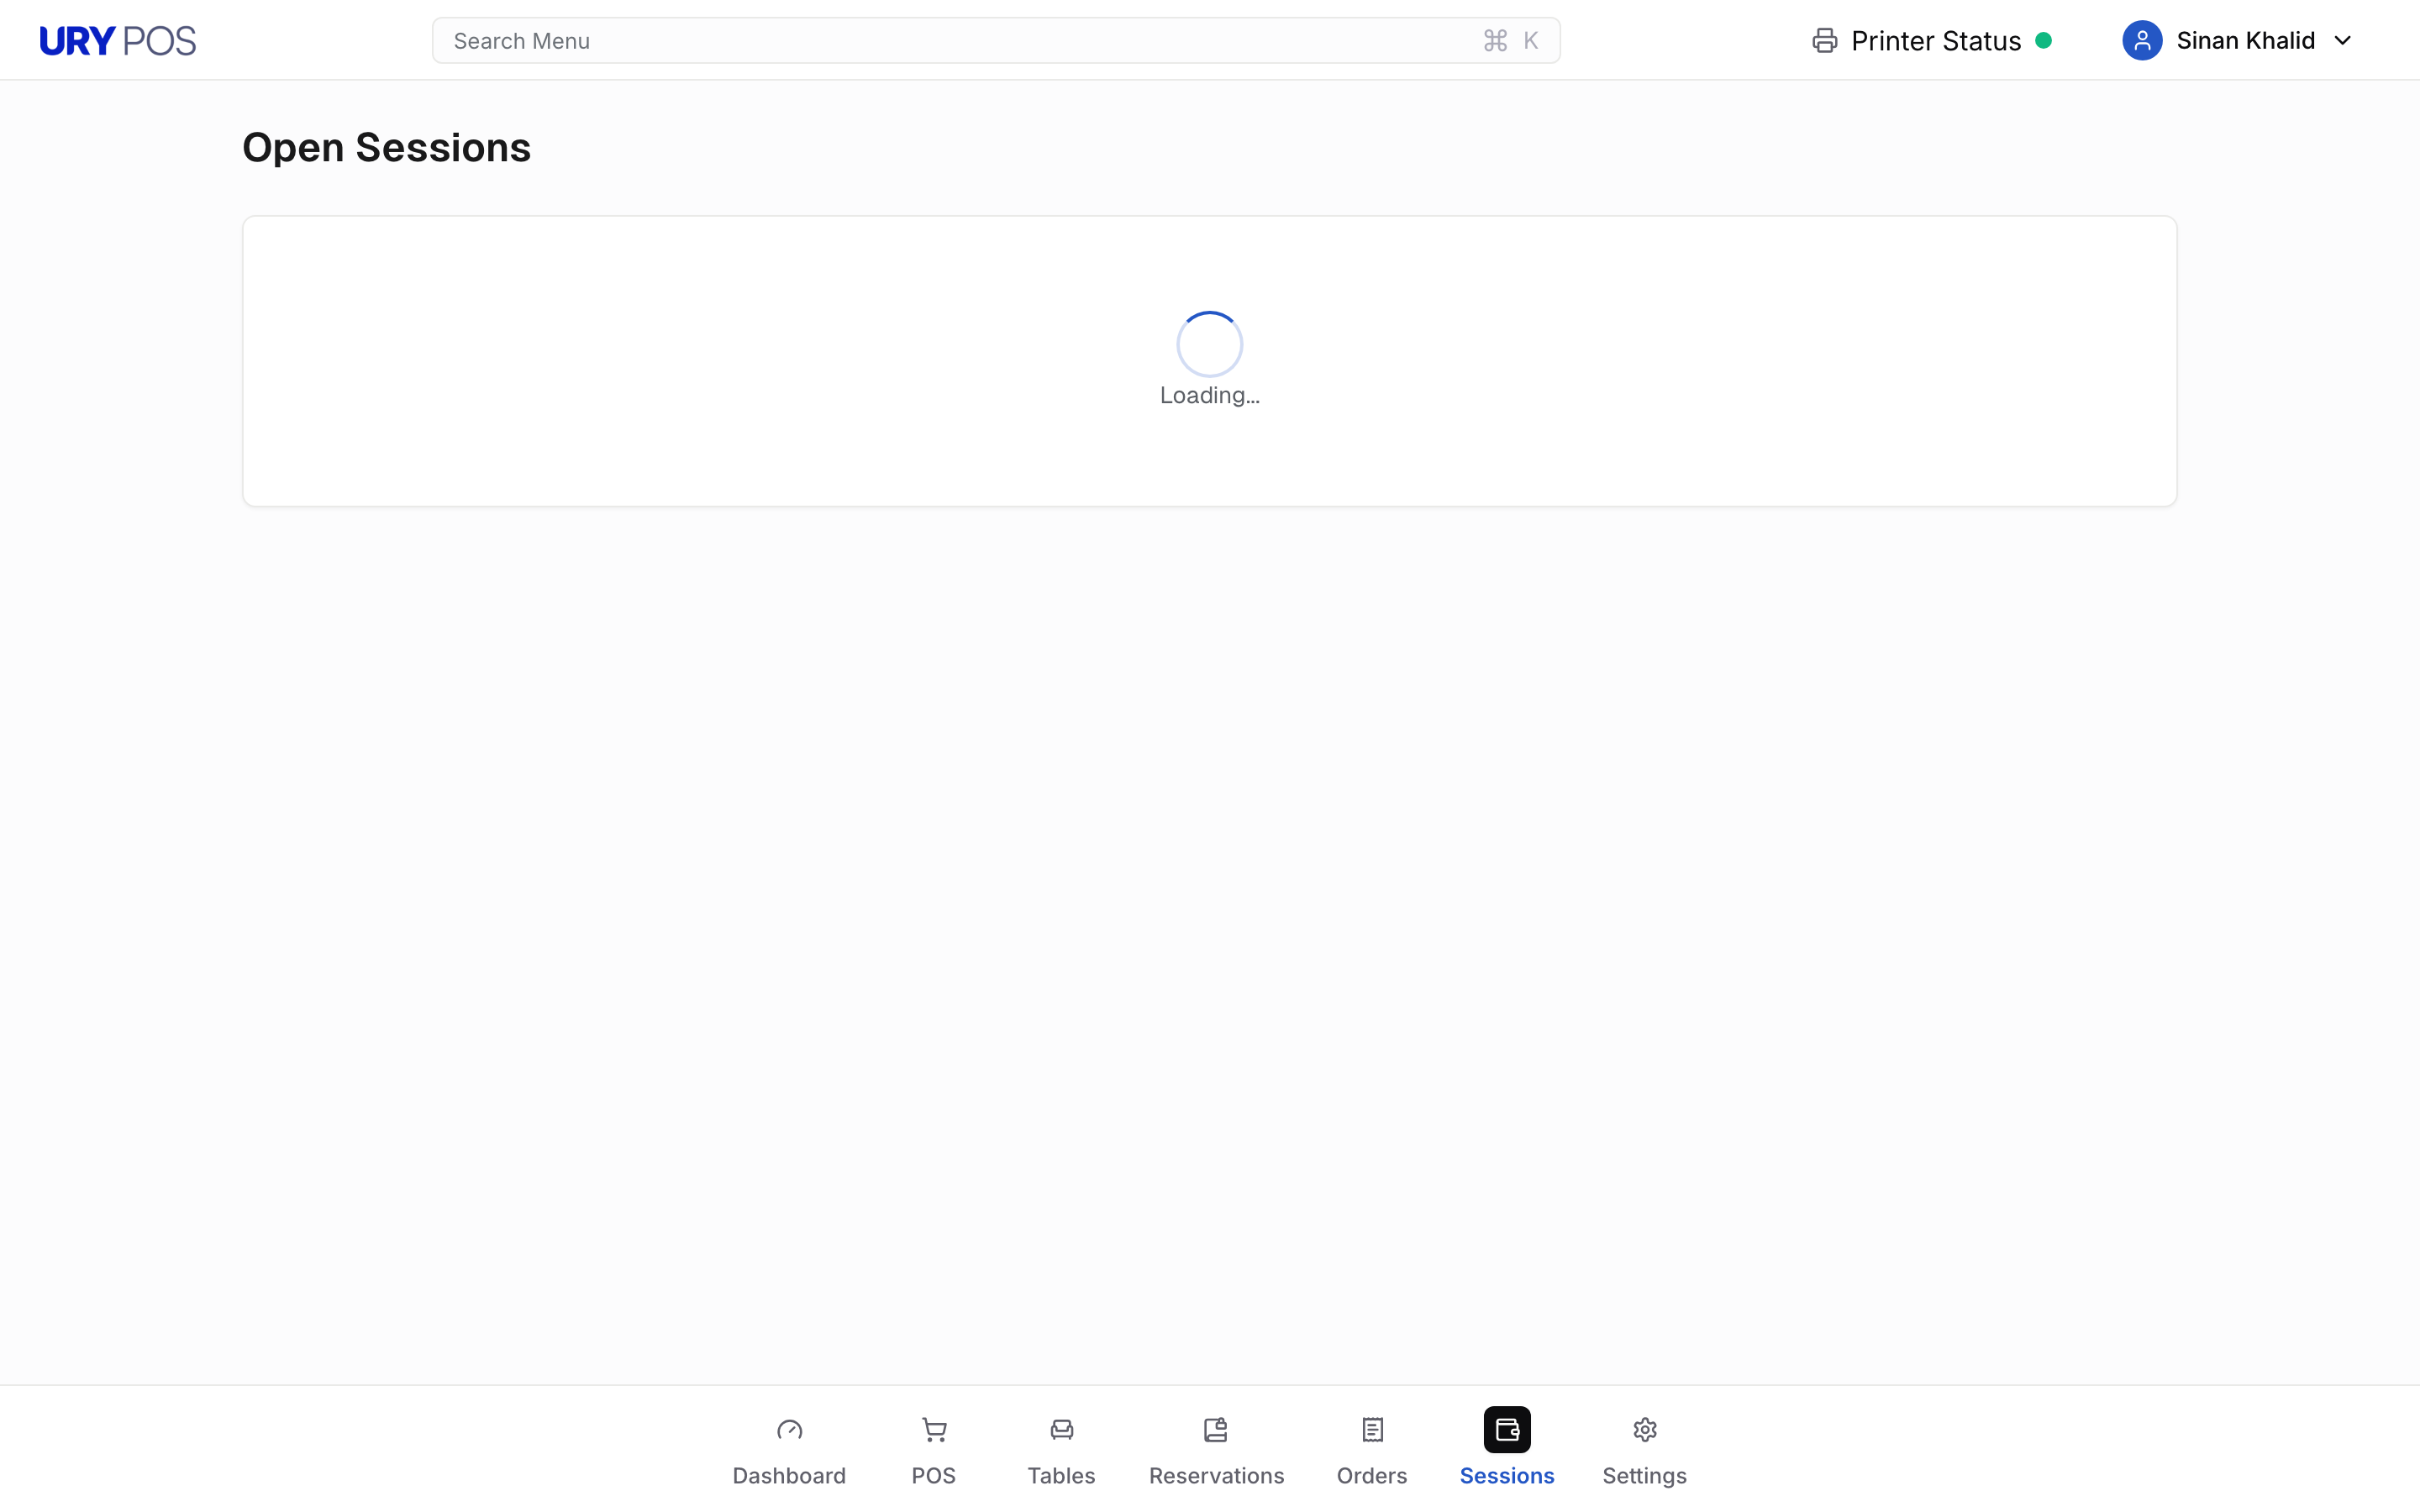 URY POS
Search Menu
⌘ K
Printer Status
Sinan Khalid
Open Sessions
Loading...
Dashboard
POS
Tables
Reservations
Orders
Sessions
Settings